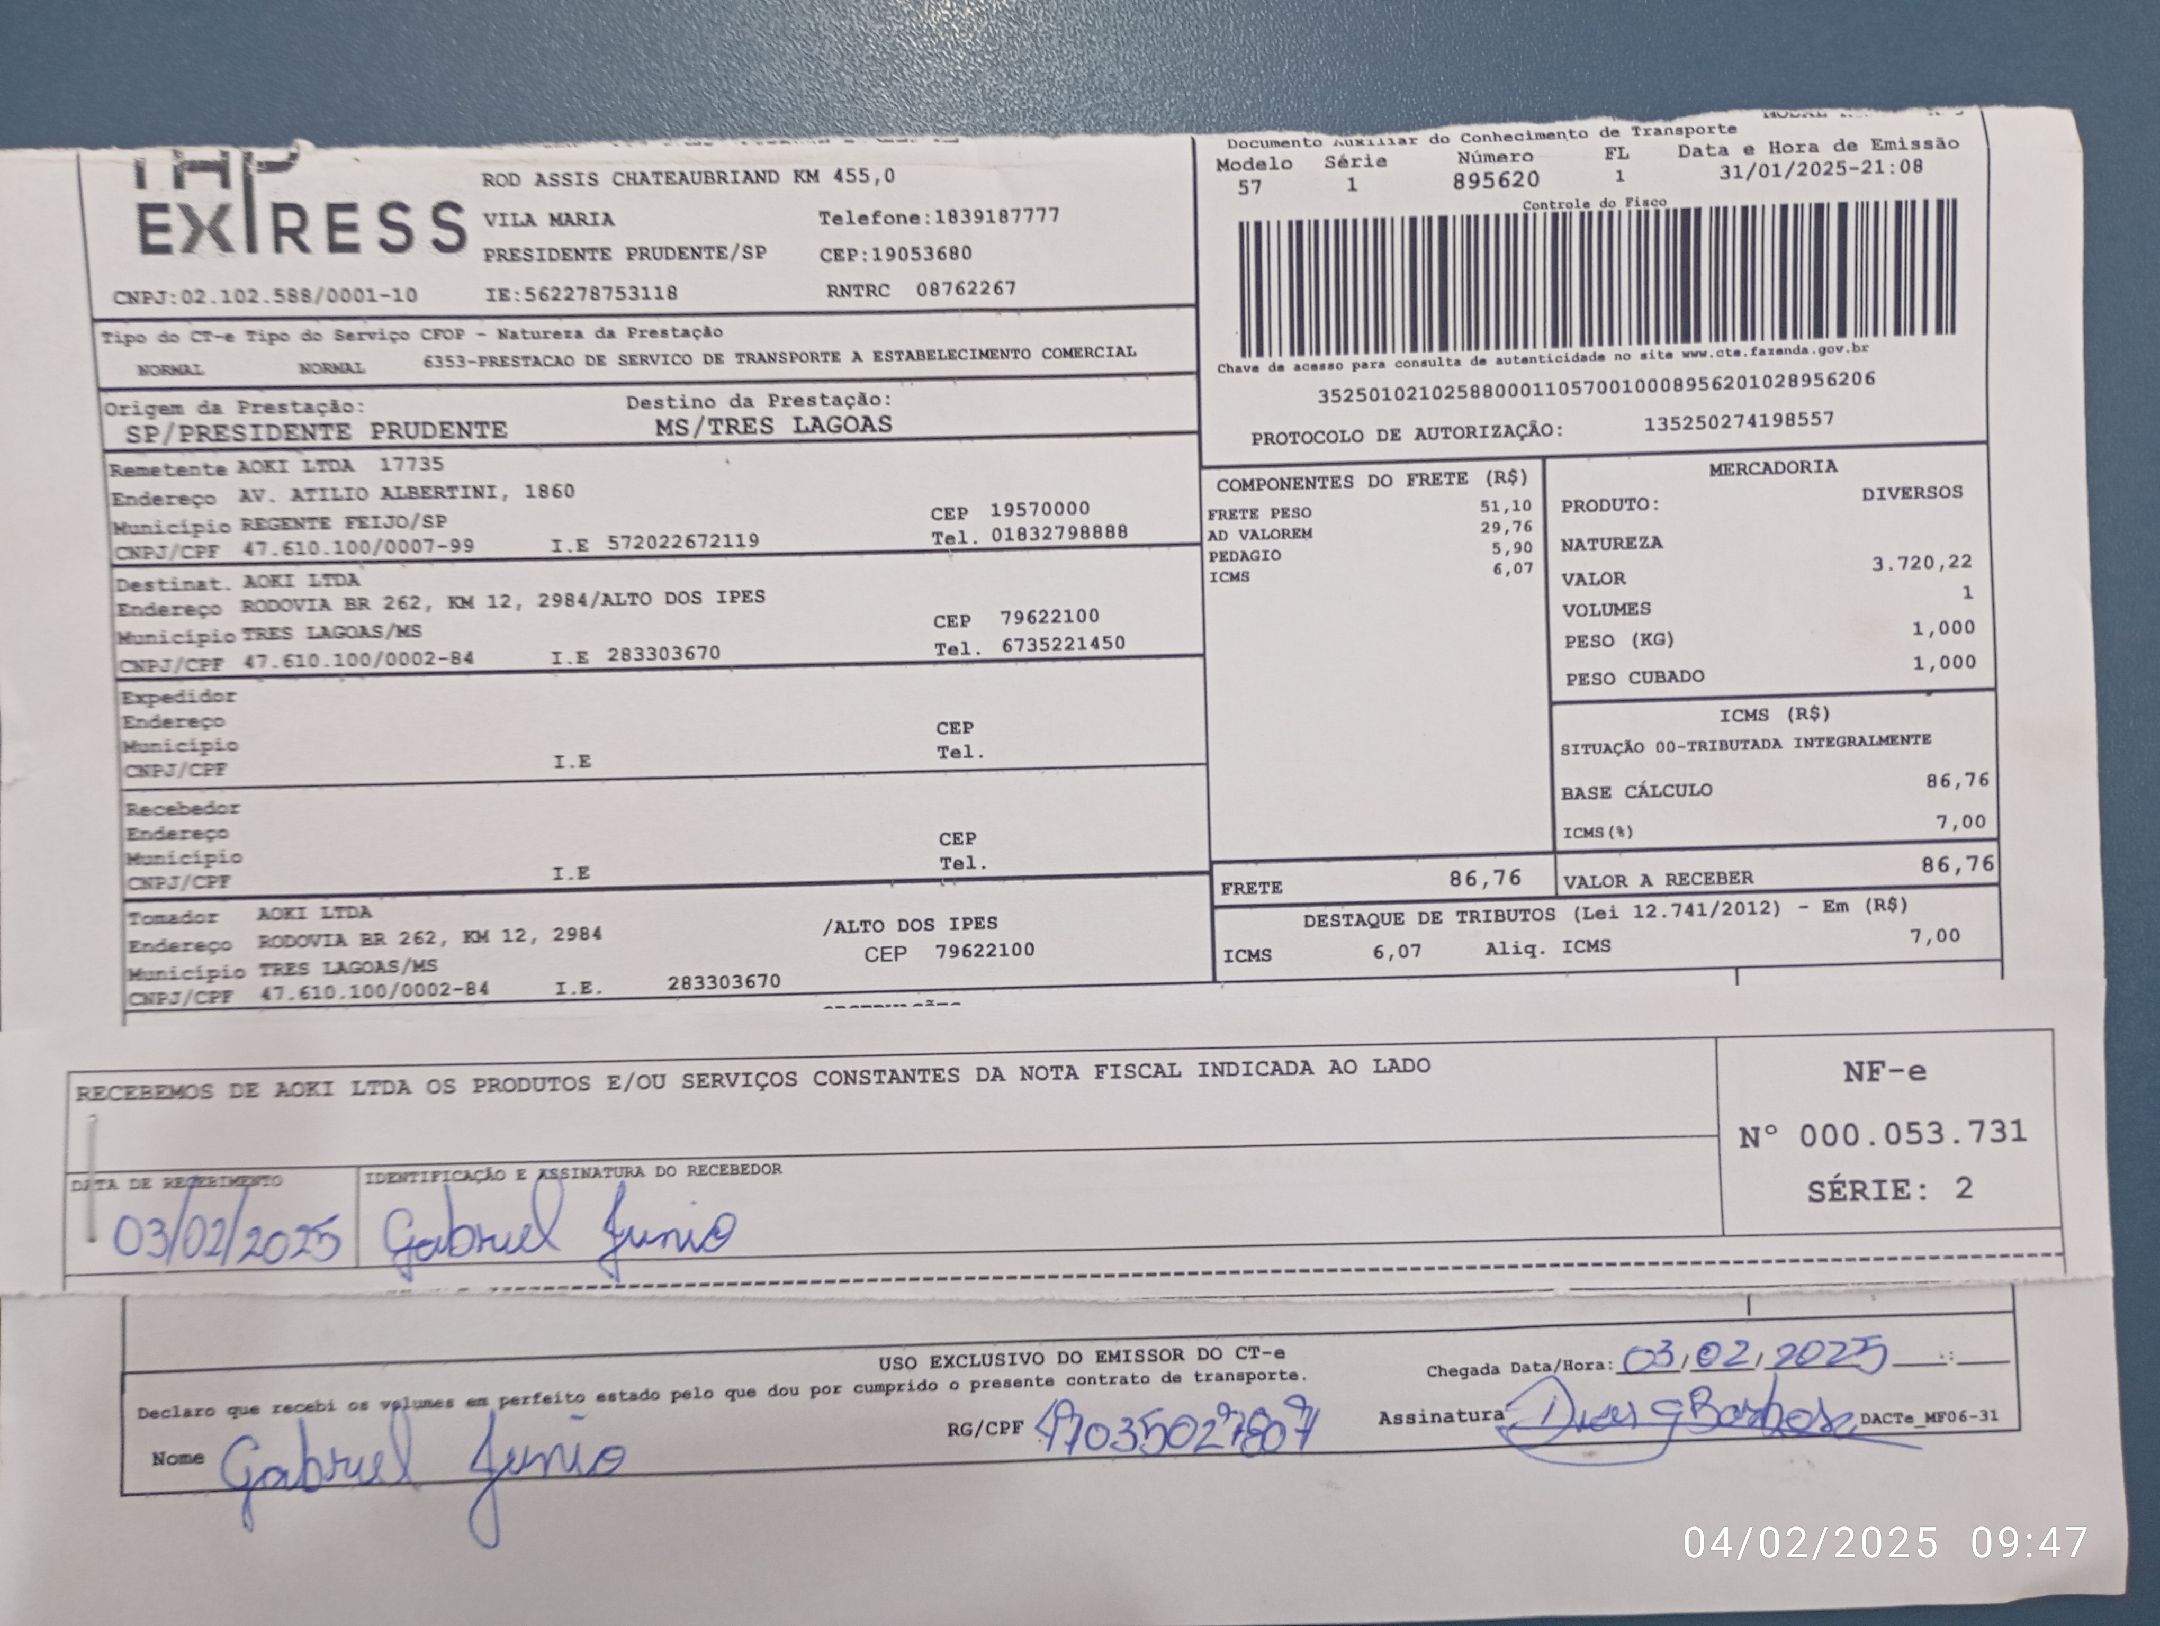 EXPRESS
ROD ASSIS CHATEAUBRIAND KM 455,0
VILA MARIA Telefone:1839187777
PRESIDENTE PRUDENTE/SP CEP:19053680
CNPJ:02.102.588/0001-10 IE:562278753118 RNTRC 08762267
Documento Auxiliar do Conhecimento de Transporte
Modelo Série Número FL Data e Hora de Emissão
57 1 895620 1 31/01/2025-21:08
Controle do Fisco
Chave de acesso para consulta de autenticidade no site www.cte.fazenda.gov.br
35250102102588000110570010008956201028956206
PROTOCOLO DE AUTORIZAÇÃO: 135250274198557
Tipo do CT-e Tipo do Serviço CFOP - Natureza da Prestação
NORMAL NORMAL 6353-PRESTACAO DE SERVICO DE TRANSPORTE A ESTABELECIMENTO COMERCIAL
Origem da Prestação: Destino da Prestação:
SP/PRESIDENTE PRUDENTE MS/TRES LAGOAS
Remetente AOKI LTDA 17735
Endereço AV. ATILIO ALBERTINI, 1860
Município REGENTE FEIJO/SP CEP 19570000
CNPJ/CPF 47.610.100/0007-99 I.E 572022672119 Tel. 01832798888
Destinat. AOKI LTDA
Endereço RODOVIA BR 262, KM 12, 2984/ALTO DOS IPES
Município TRES LAGOAS/MS CEP 79622100
CNPJ/CPF 47.610.100/0002-84 I.E 283303670 Tel. 6735221450
Expedidor
Endereço
Município CEP
CNPJ/CPF I.E Tel.
Recebedor
Endereço
Município CEP
CNPJ/CPF I.E Tel.
Tomador AOKI LTDA
Endereço RODOVIA BR 262, KM 12, 2984 /ALTO DOS IPES
Município TRES LAGOAS/MS CEP 79622100
CNPJ/CPF 47.610.100/0002-84 I.E. 283303670
COMPONENTES DO FRETE (R$)
FRETE PESO 51,10
AD VALOREM 29,76
PEDAGIO 5,90
ICMS 6,07
MERCADORIA
PRODUTO: DIVERSOS
NATUREZA
VALOR 3.720,22
VOLUMES 1
PESO (KG) 1,000
PESO CUBADO 1,000
ICMS (R$)
SITUAÇÃO 00-TRIBUTADA INTEGRALMENTE
BASE CÁLCULO 86,76
ICMS(%) 7,00
FRETE 86,76 VALOR A RECEBER 86,76
DESTAQUE DE TRIBUTOS (Lei 12.741/2012) - Em (R$)
ICMS 6,07 Aliq. ICMS 7,00
RECEBEMOS DE AOKI LTDA OS PRODUTOS E/OU SERVIÇOS CONSTANTES DA NOTA FISCAL INDICADA AO LADO
NF-e
Nº 000.053.731
SÉRIE: 2
DATA DE RECEBIMENTO IDENTIFICAÇÃO E ASSINATURA DO RECEBEDOR
03/02/2025 Gabriel Junio
USO EXCLUSIVO DO EMISSOR DO CT-e
Declaro que recebi os volumes em perfeito estado pelo que dou por cumprido o presente contrato de transporte.
Chegada Data/Hora: 03/02/2025 __:__
Nome Gabriel Junio RG/CPF Assinatura Barbosa DACTe_MF06-31
04/02/2025 09:47